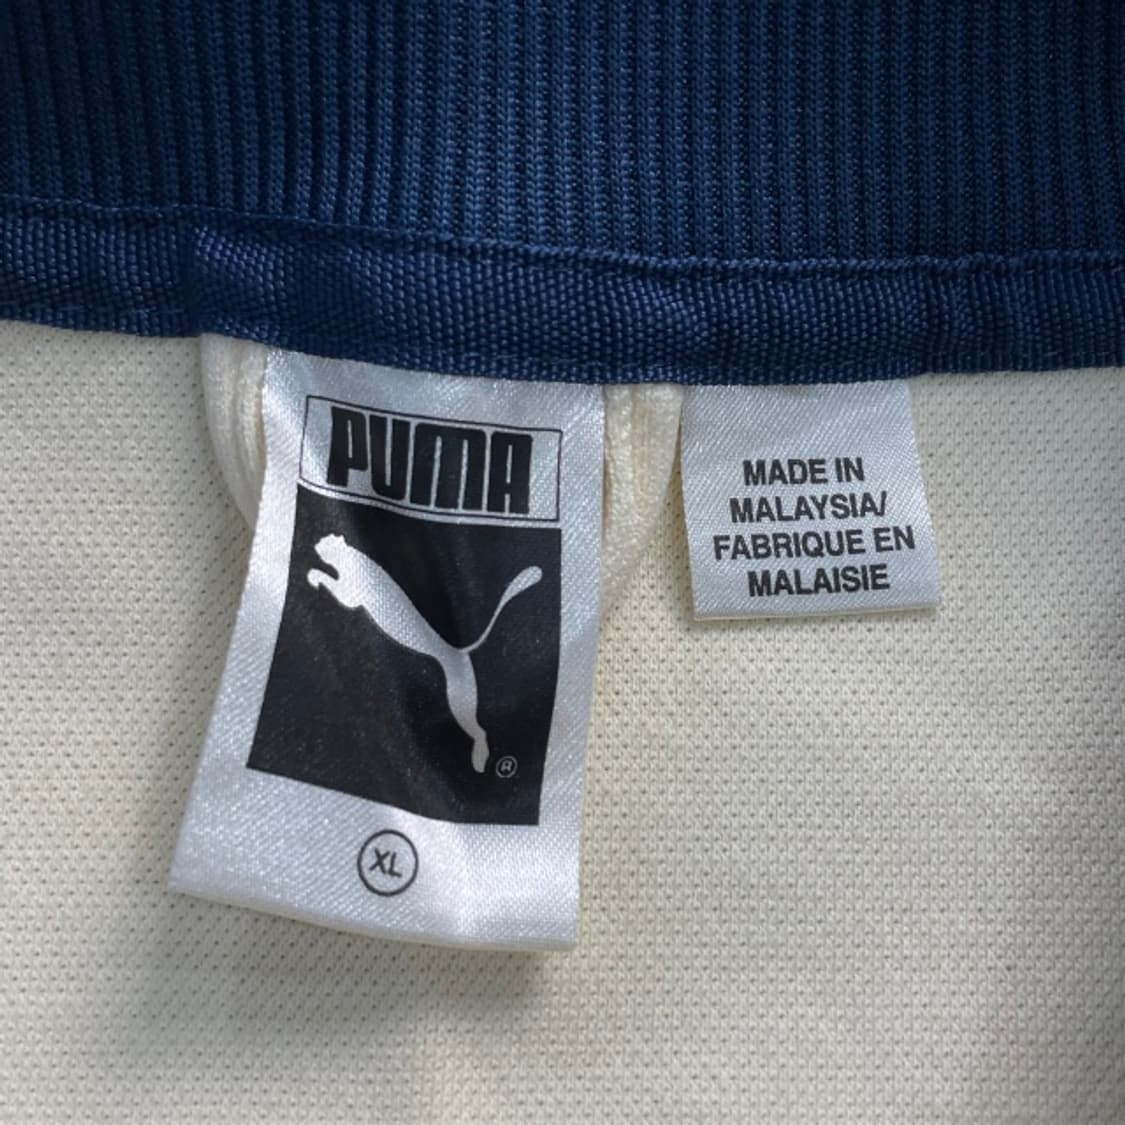 PUMA
®
XL
MADE IN
MALAYSIA/
FABRIQUE EN
MALAISIE